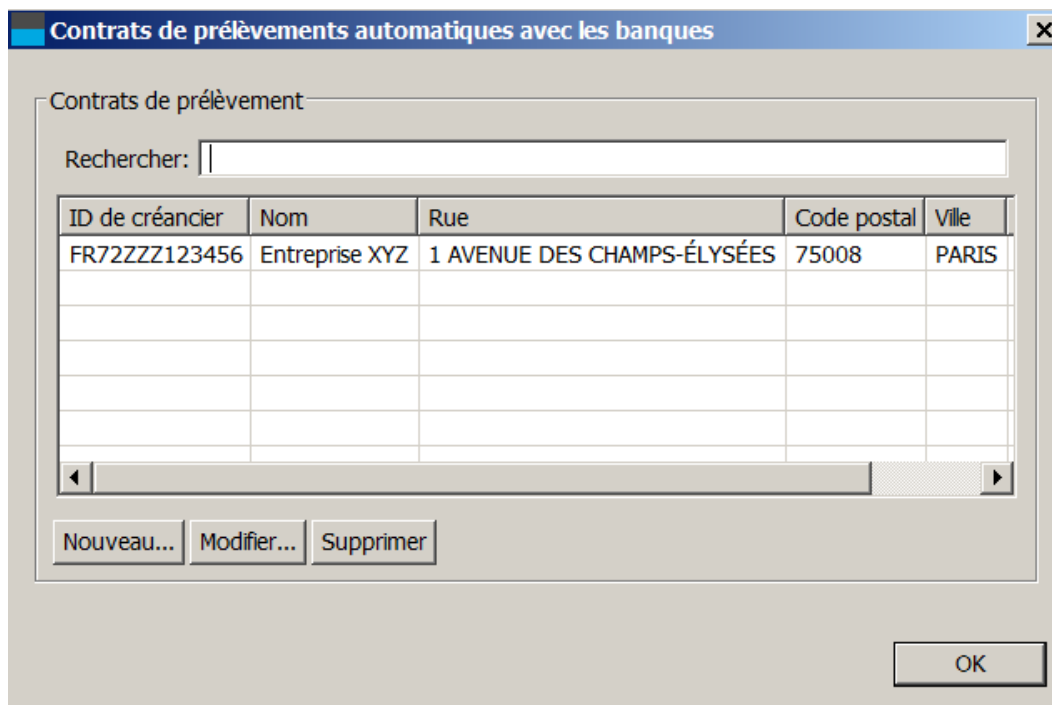 Contrats de prélèvements automatiques avec les banques
Contrats de prélèvement
Rechercher:
ID de créancier Nom Rue Code postal Ville
FR72ZZZ123456 Entreprise XYZ 1 AVENUE DES CHAMPS-ÉLYSÉES 75008 PARIS
Nouveau... Modifier... Supprimer
OK